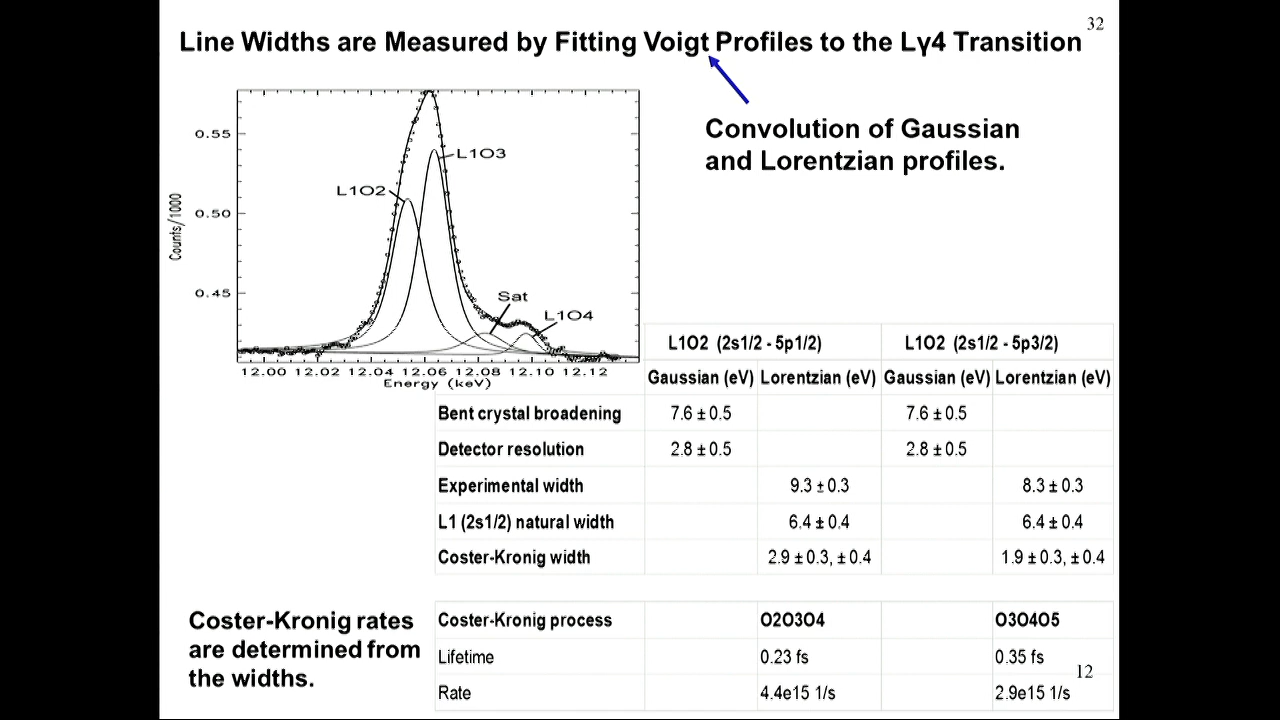 32
Line Widths are Measured by Fitting Voigt Profiles to the Lγ4 Transition
Convolution of Gaussian
and Lorentzian profiles.
0.55
0.50
0.45
Counts/1000
L1O3
L1O2
Sat
L1O4
12.00 12.02 12.04 12.06 12.08 12.10 12.12
Energy (keV)
L1O2 (2s1/2 - 5p1/2) L1O2 (2s1/2 - 5p3/2)
Gaussian (eV) Lorentzian (eV) Gaussian (eV) Lorentzian (eV)
Bent crystal broadening 7.6 ± 0.5 7.6 ± 0.5
Detector resolution 2.8 ± 0.5 2.8 ± 0.5
Experimental width 9.3 ± 0.3 8.3 ± 0.3
L1 (2s1/2) natural width 6.4 ± 0.4 6.4 ± 0.4
Coster-Kronig width 2.9 ± 0.3, ± 0.4 1.9 ± 0.3, ± 0.4
Coster-Kronig rates
are determined from
the widths.
Coster-Kronig process O2O3O4 O3O4O5
Lifetime 0.23 fs 0.35 fs
Rate 4.4e15 1/s 2.9e15 1/s
12